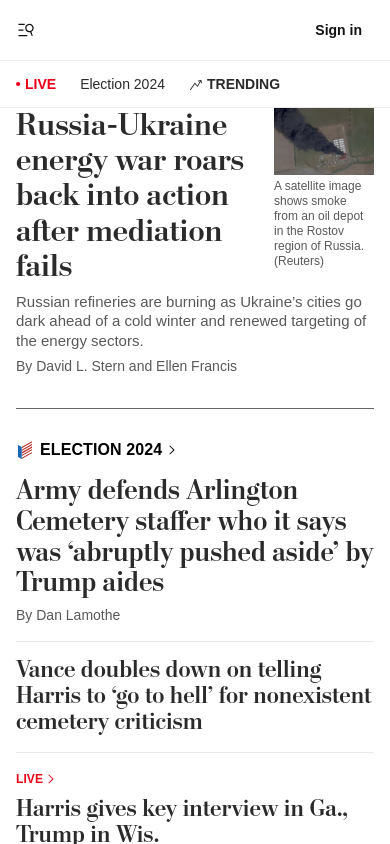 Sign in
LIVE
Election 2024
TRENDING
Russia-Ukraine
energy war roars
back into action
after mediation
fails
A satellite image
shows smoke
from an oil depot
in the Rostov
region of Russia.
(Reuters)
Russian refineries are burning as Ukraine’s cities go
dark ahead of a cold winter and renewed targeting of
the energy sectors.
By David L. Stern and Ellen Francis
ELECTION 2024
Army defends Arlington
Cemetery staffer who it says
was ‘abruptly pushed aside’ by
Trump aides
By Dan Lamothe
Vance doubles down on telling
Harris to ‘go to hell’ for nonexistent
cemetery criticism
LIVE
Harris gives key interview in Ga.,
Trump in Wis.